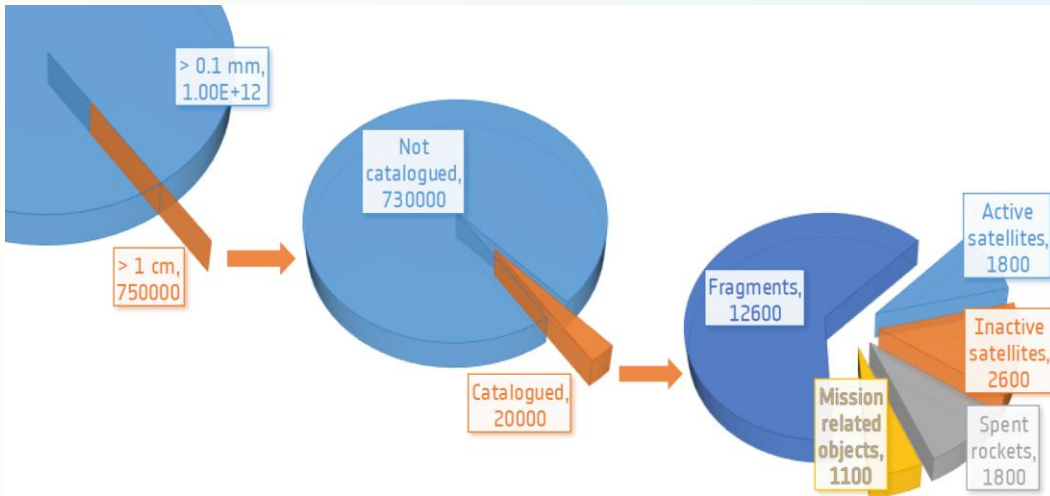 > 0.1 mm,
1.00E+12
> 1 cm,
750000
Not
catalogued,
730000
Catalogued,
20000
Fragments,
12600
Active
satellites,
1800
Inactive
satellites,
2600
Spent
rockets,
1800
Mission
related
objects,
1100